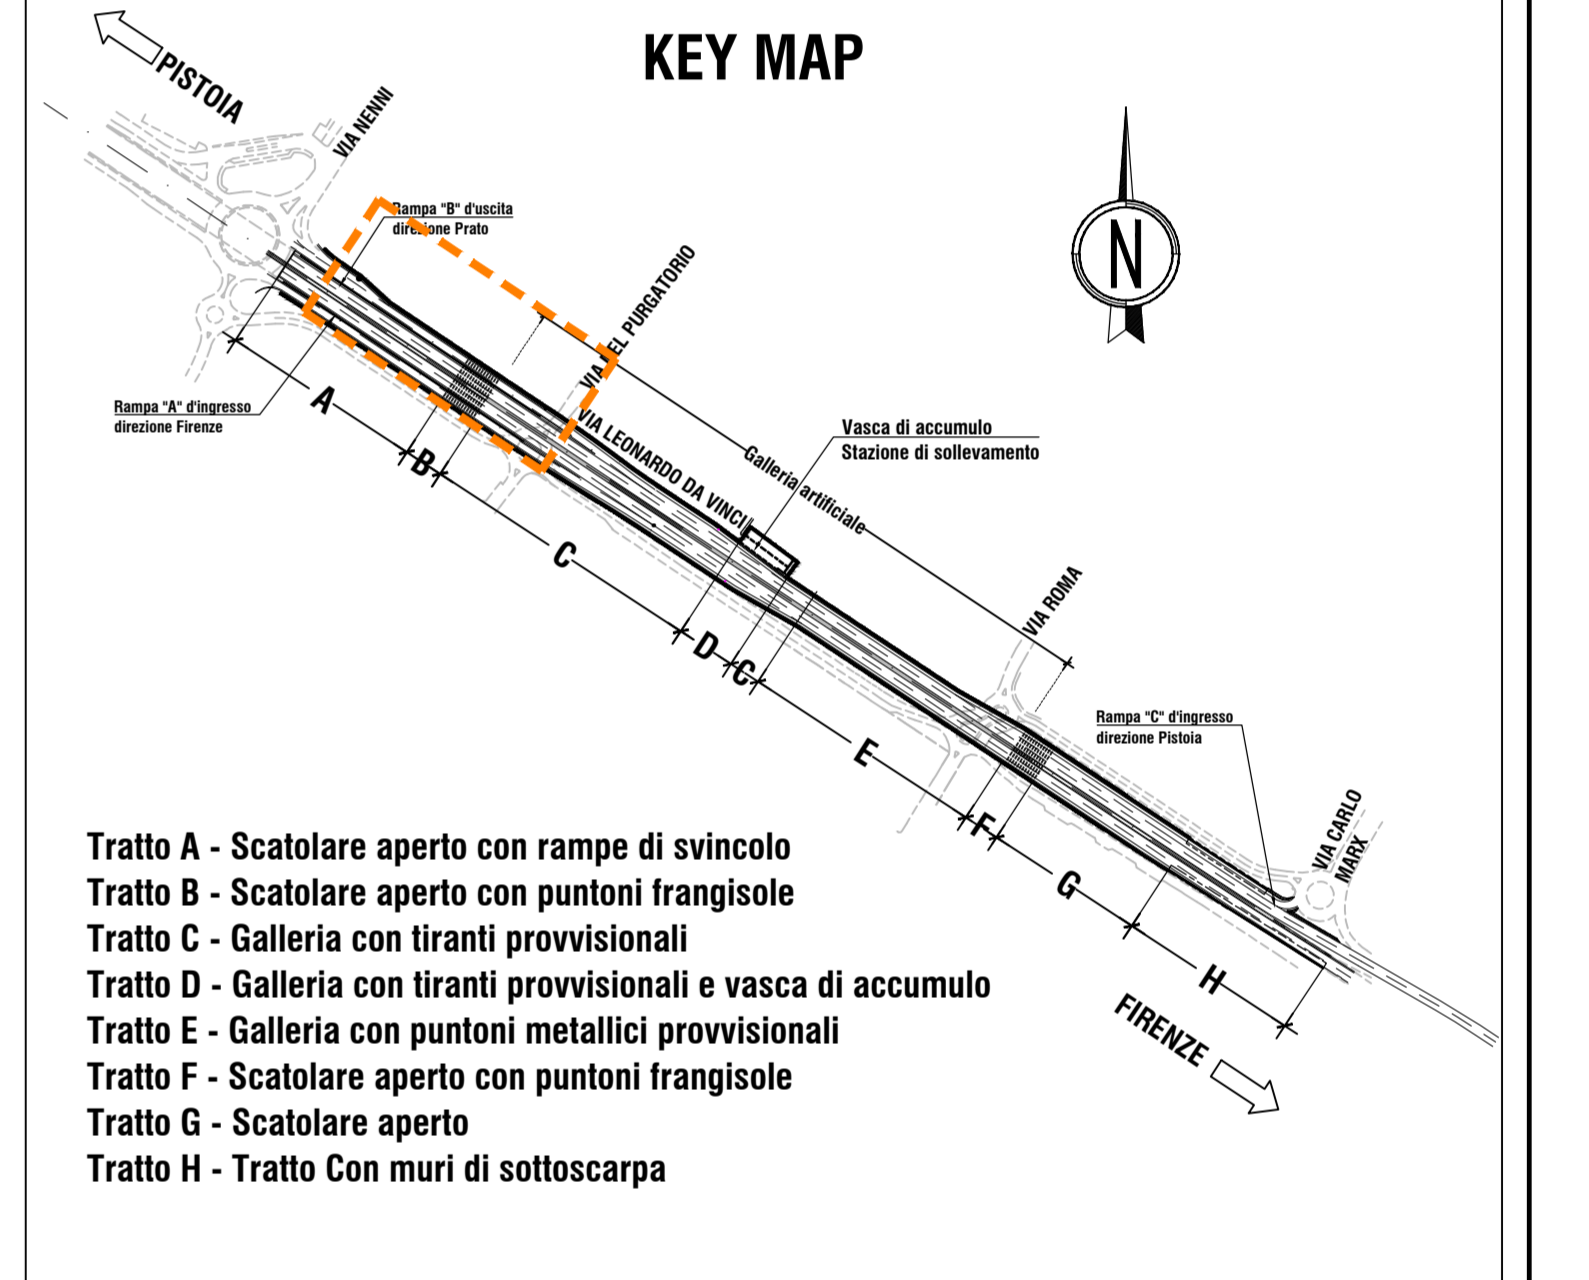 KEY MAP
PISTOIA
VIA NENNI
Rampa "B" d'uscita
direzione Prato
N
VIA DEL PURGATORIO
Rampa "A" d'ingresso
direzione Firenze
A
B
VIA LEONARDO DA VINCI
Vasca di accumulo
Stazione di sollevamento
Galleria artificiale
C
D
C
VIA ROMA
E
Rampa "C" d'ingresso
direzione Pistoia
F
G
VIA CARLO
MARX
H
FIRENZE
Tratto A - Scatolare aperto con rampe di svincolo
Tratto B - Scatolare aperto con puntoni frangisole
Tratto C - Galleria con tiranti provvisionali
Tratto D - Galleria con tiranti provvisionali e vasca di accumulo
Tratto E - Galleria con puntoni metallici provvisionali
Tratto F - Scatolare aperto con puntoni frangisole
Tratto G - Scatolare aperto
Tratto H - Tratto Con muri di sottoscarpa